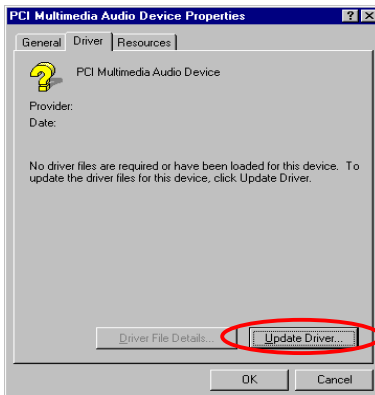 PCI Multimedia Audio Device Properties
General Driver Resources
PCI Multimedia Audio Device
Provider:
Date:
No driver files are required or have been loaded for this device. To
update the driver files for this device, click Update Driver.
Driver File Details...
Update Driver...
OK Cancel